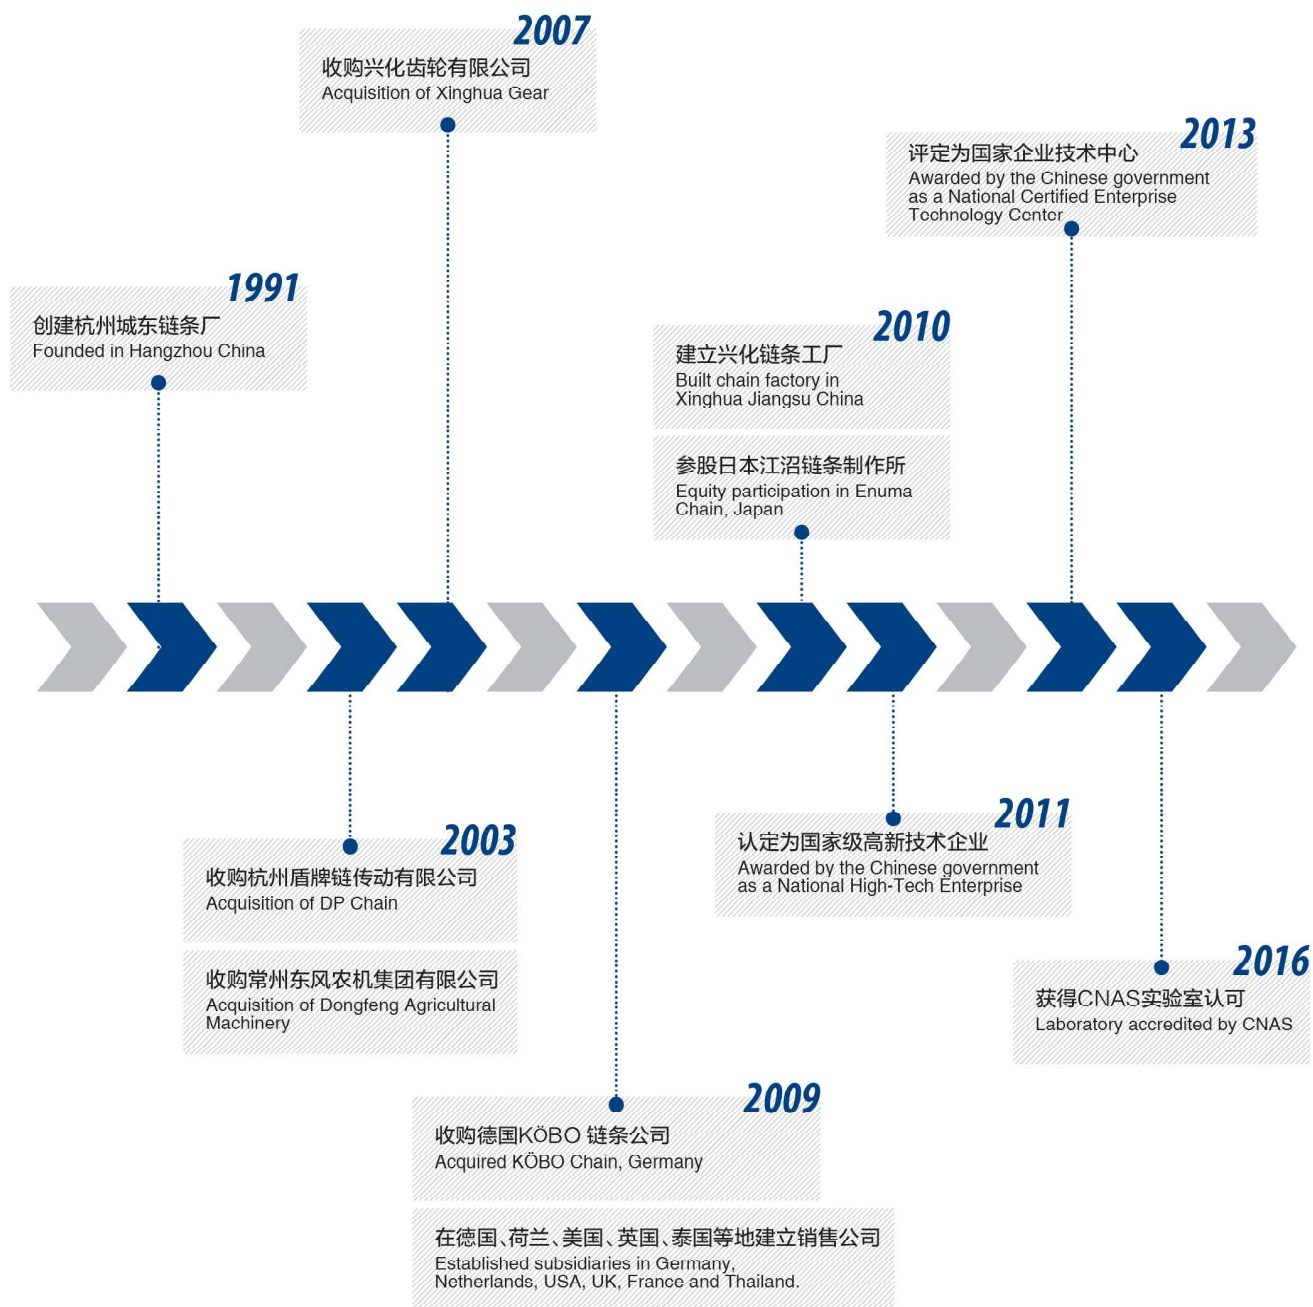 2007
收购兴化齿轮有限公司
Acquisition of Xinghua Gear
2013
评定为国家企业技术中心
Awarded by the Chinese government
as a National Certified Enterprise
Technology Center
1991
创建杭州城东链条厂
Founded in Hangzhou China
2010
建立兴化链条工厂
Built chain factory in
Xinghua Jiangsu China
参股日本江沼链条制作所
Equity participation in Enuma
Chain, Japan
2003
收购杭州盾牌链传动有限公司
Acquisition of DP Chain
收购常州东风农机集团有限公司
Acquisition of Dongfeng Agricultural
Machinery
2011
认定为国家级高新技术企业
Awarded by the Chinese government
as a National High-Tech Enterprise
2016
获得CNAS实验室认可
Laboratory accredited by CNAS
2009
收购德国KÖBO 链条公司
Acquired KÖBO Chain, Germany
在德国、荷兰、美国、英国、泰国等地建立销售公司
Established subsidiaries in Germany,
Netherlands, USA, UK, France and Thailand.